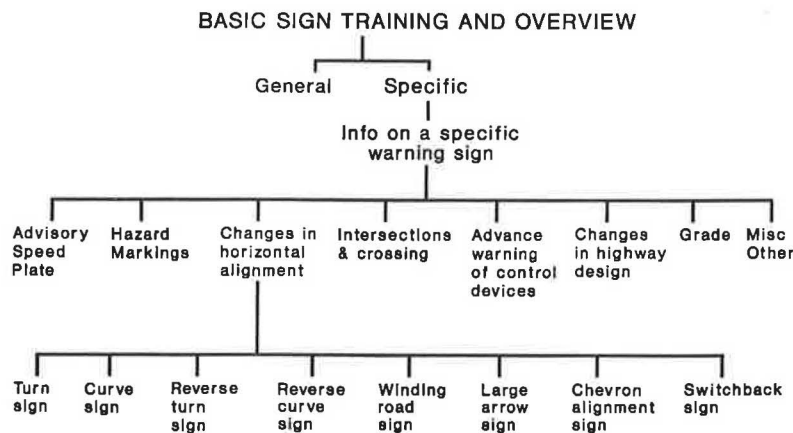 BASIC SIGN TRAINING AND OVERVIEW
General
Specific
Info on a specific
warning sign
Advisory
Speed
Plate
Hazard
Markings
Changes in
horizontal
alignment
Intersections
& crossing
Advance
warning
of control
devices
Changes
in highway
design
Grade
Misc
Other
Turn
sign
Curve
sign
Reverse
turn
sign
Reverse
curve
sign
Winding
road
sign
Large
arrow
sign
Chevron
alignment
sign
Switchback
sign